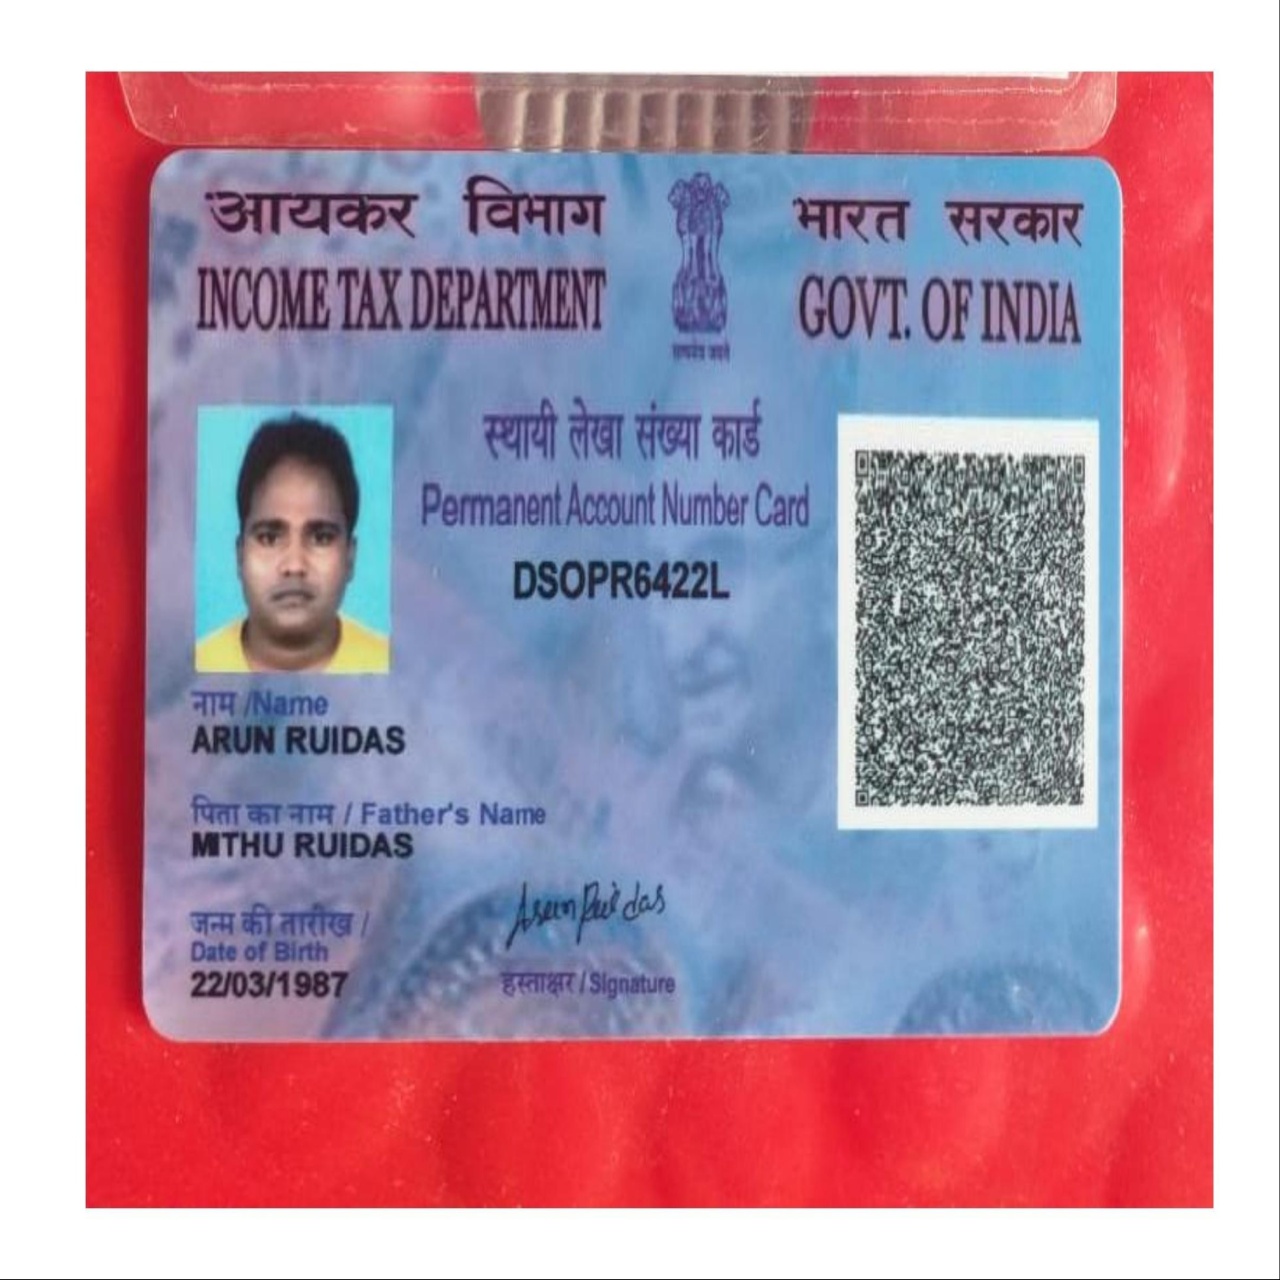 आयकर विभाग
INCOME TAX DEPARTMENT
सत्यमेव जयते
भारत सरकार
GOVT. OF INDIA
स्थायी लेखा संख्या कार्ड
Permanent Account Number Card
DSOPR6422L
नाम /Name
ARUN RUIDAS
पिता का नाम / Father's Name
MITHU RUIDAS
जन्म की तारीख /
Date of Birth
22/03/1987
Arun Ruidas
हस्ताक्षर / Signature